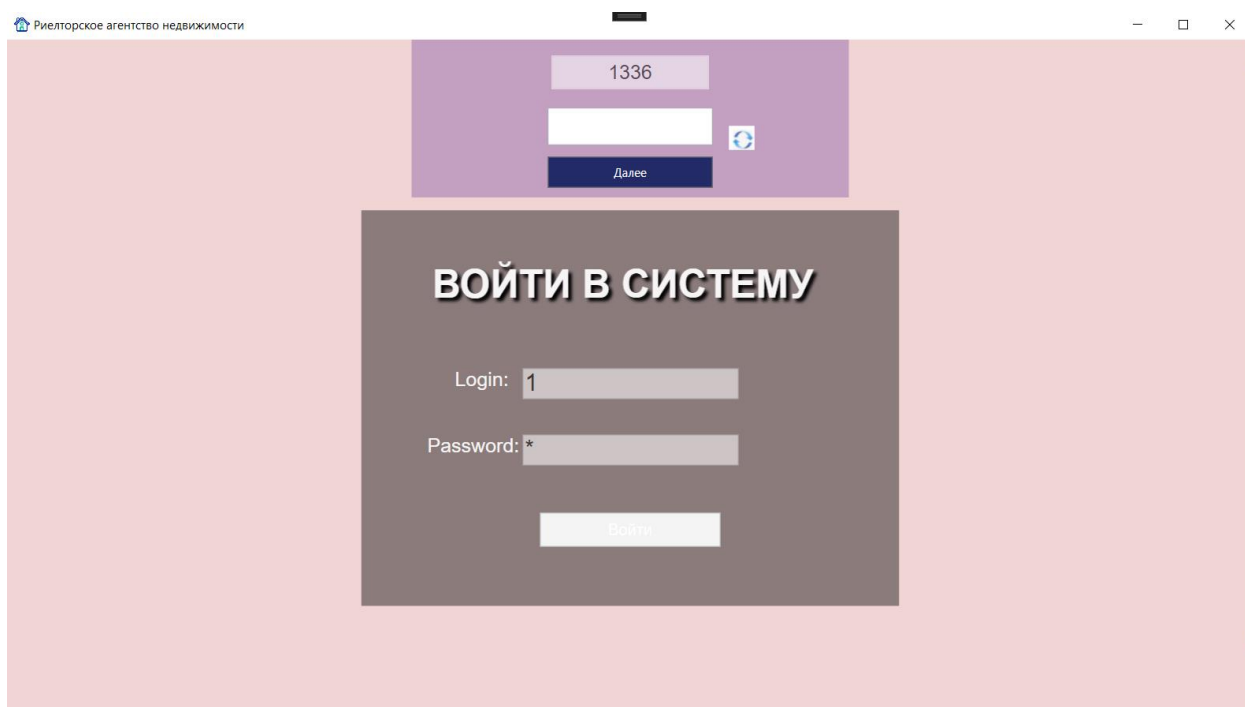 Риелторское агентство недвижимости
1336
Далее
ВОЙТИ В СИСТЕМУ
Login: 1
Password: *
Войти